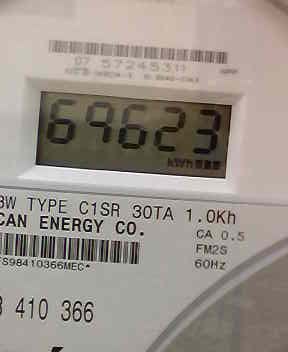 07 57245311
69623
kWh
3W TYPE C1SR 30TA 1.0Kh
CAN ENERGY CO.
CA 0.5
FM2S
60Hz
FS98410366MEC*
410 366